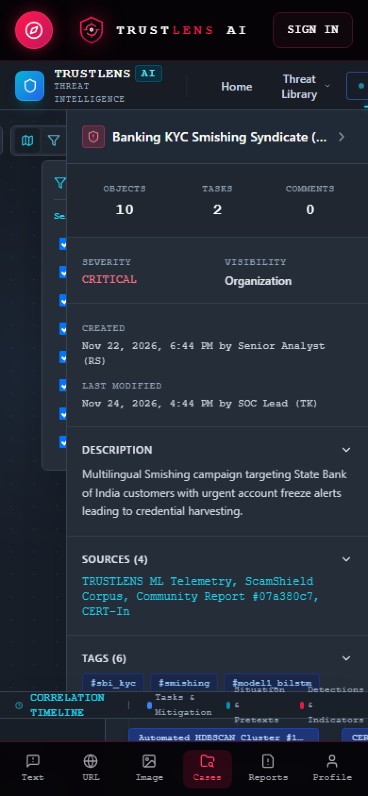 TRUSTLENS AI
SIGN IN
TRUSTLENS AI
THREAT
INTELLIGENCE
Home
Threat
Library
Banking KYC Smishing Syndicate (...
OBJECTS
TASKS
COMMENTS
10
2
0
SEVERITY
VISIBILITY
CRITICAL
Organization
CREATED
Nov 22, 2026, 6:44 PM by Senior Analyst
(RS)
LAST MODIFIED
Nov 24, 2026, 4:44 PM by SOC Lead (TK)
DESCRIPTION
Multilingual Smishing campaign targeting State Bank
of India customers with urgent account freeze alerts
leading to credential harvesting.
SOURCES (4)
TRUSTLENS ML Telemetry, ScamShield
Corpus, Community Report #07a380c7,
CERT-In
TAGS (6)
#sbi_kyc
#smishing
#model1_bilstm
CORRELATION
TIMELINE
Tasks &
Mitigation
Situation
&
Pretexts
Detections
&
Indicators
Automated HDBSCAN Cluster #1...
CER
Text
URL
Image
Cases
Reports
Profile